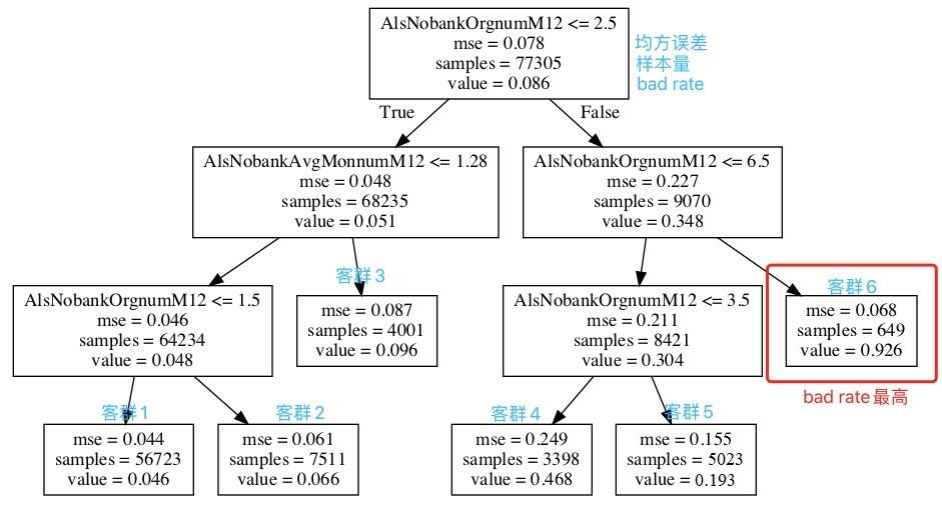 AlsNobankOrgnumM12 <= 2.5
mse = 0.078
samples = 77305
value = 0.086
均方误差
样本量
bad rate
True
False
AlsNobankAvgMonnumM12 <= 1.28
mse = 0.048
samples = 68235
value = 0.051
AlsNobankOrgnumM12 <= 6.5
mse = 0.227
samples = 9070
value = 0.348
AlsNobankOrgnumM12 <= 1.5
mse = 0.046
samples = 64234
value = 0.048
客群3
mse = 0.087
samples = 4001
value = 0.096
AlsNobankOrgnumM12 <= 3.5
mse = 0.211
samples = 8421
value = 0.304
客群6
mse = 0.068
samples = 649
value = 0.926
bad rate最高
客群1
mse = 0.044
samples = 56723
value = 0.046
客群2
mse = 0.061
samples = 7511
value = 0.066
客群4
mse = 0.249
samples = 3398
value = 0.468
客群5
mse = 0.155
samples = 5023
value = 0.193